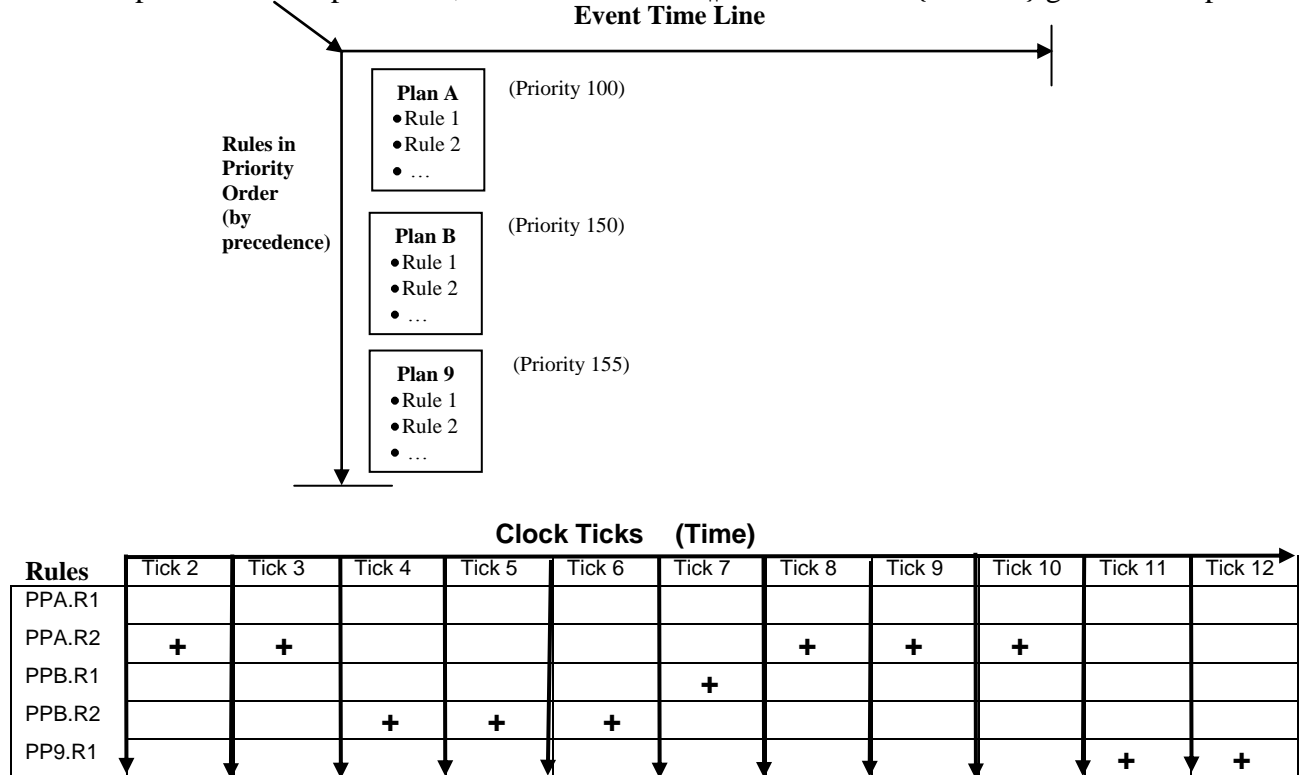 Event Time Line
Plan A
•Rule 1
•Rule 2
• …
(Priority 100)
Rules in
Priority
Order
(by
precedence)
Plan B
•Rule 1
•Rule 2
• …
(Priority 150)
Plan 9
•Rule 1
•Rule 2
• …
(Priority 155)
Clock Ticks (Time)
Rules Tick 2 Tick 3 Tick 4 Tick 5 Tick 6 Tick 7 Tick 8 Tick 9 Tick 10 Tick 11 Tick 12
PPA.R1
PPA.R2 + + + + +
PPB.R1 +
PPB.R2 + + +
PP9.R1 + +